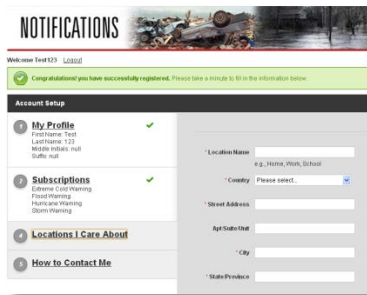 NOTIFICATIONS
Welcome Test123 Logout
Congratulations! you have successfully registered. Please take a minute to fill in the information below.
Account Setup
1 My Profile
First Name: Test
Last Name: 123
Middle Initials: null
Suffix: null
2 Subscriptions
Extreme Cold Warning
Flood Warning
Hurricane Warning
Storm Warning
4 Locations I Care About
3 How to Contact Me
*Location Name
e.g., Home, Work, School
*Country Please select...
*Street Address
Apt/Suite/Unit
*City
*State/Province